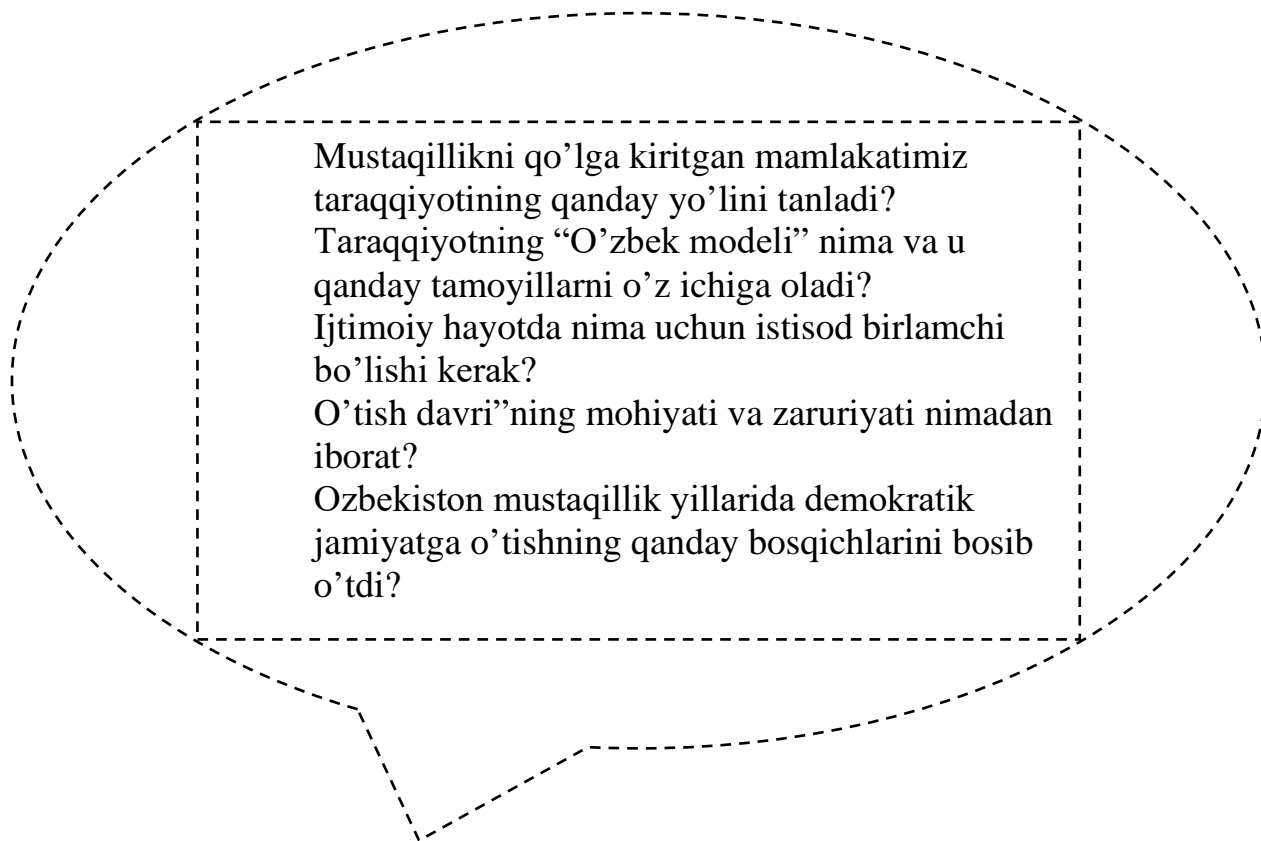 Mustaqillikni qo’lga kiritgan mamlakatimiz
taraqqiyotining qanday yo’lini tanladi?
Taraqqiyotning “O’zbek modeli” nima va u
qanday tamoyillarni o’z ichiga oladi?
Ijtimoiy hayotda nima uchun istisod birlamchi
bo’lishi kerak?
O’tish davri”ning mohiyati va zaruriyati nimadan
iborat?
Ozbekiston mustaqillik yillarida demokratik
jamiyatga o’tishning qanday bosqichlarini bosib
o’tdi?